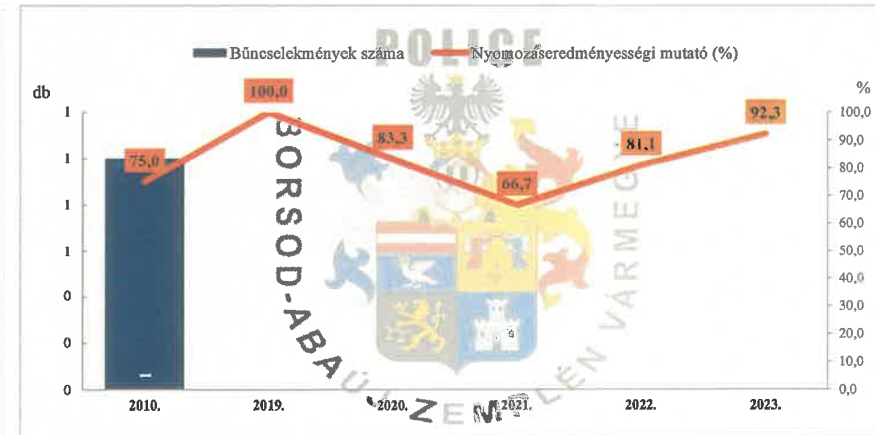 POLICE
Bűncselekmények száma Nyomozáseredményességi mutató (%)
db %
1 1 1 1 0 0 0
100,0 90,0 80,0 70,0 60,0 50,0 40,0 30,0 20,0 10,0 0,0
75,0 100,0 83,3 66,7 81,1 92,3
1
2010. 2019. 2020. 2021. 2022. 2023.
BORSOD-ABAÚJ-ZEMPLÉN VÁRMEGYE